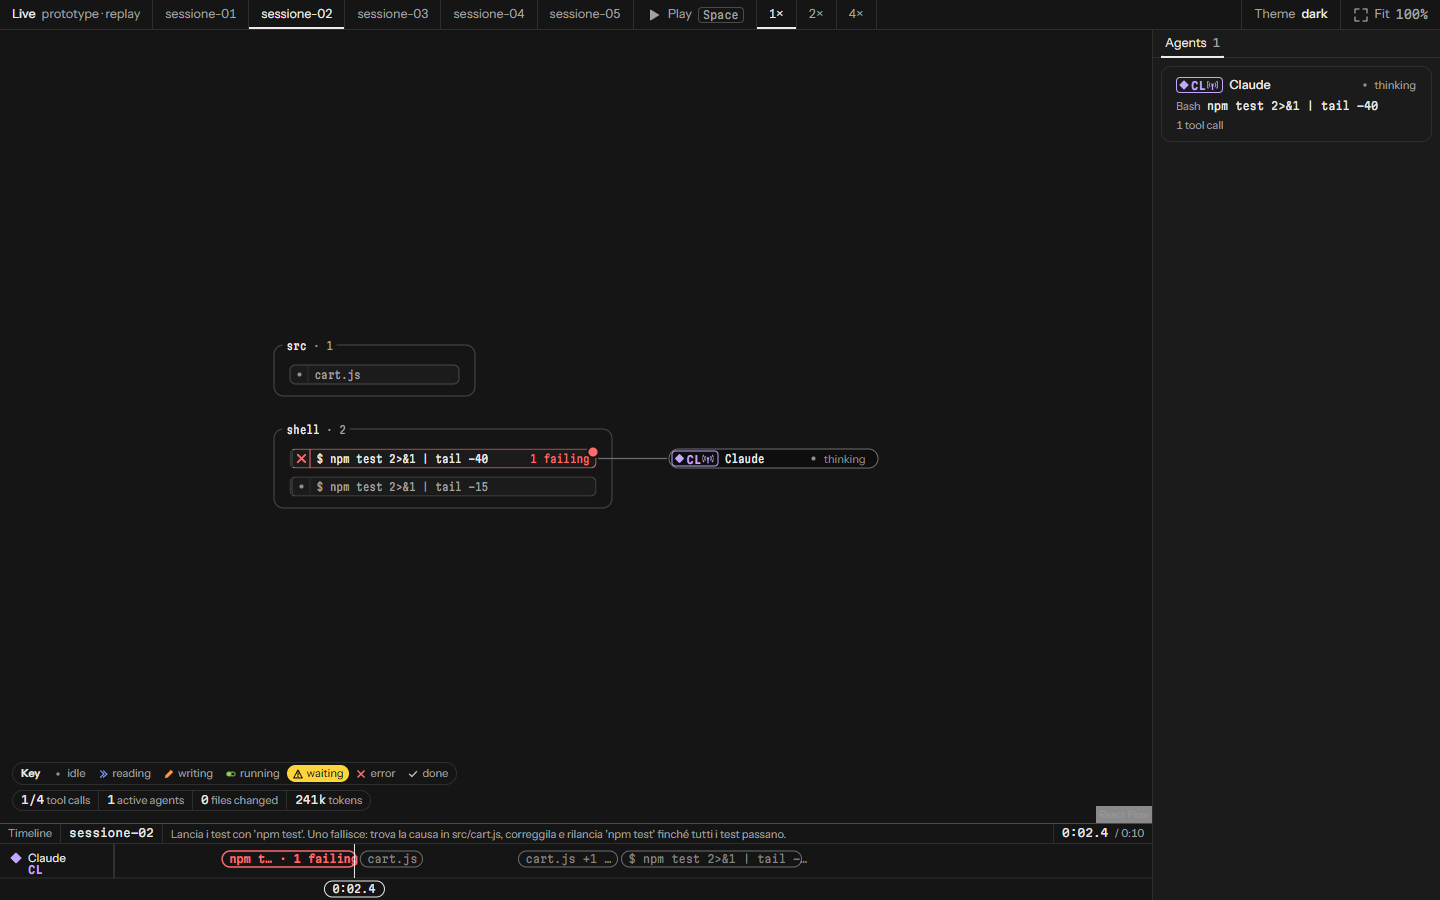 Live prototype·replay sessione-01 sessione-02 sessione-03 sessione-04 sessione-05 Play Space 1× 2× 4× Theme dark Fit 100%
Agents 1
CL Claude • thinking
Bash npm test 2>&1 | tail -40
1 tool call
src · 1
• cart.js
shell · 2
$ npm test 2>&1 | tail -40 1 failing
CL Claude • thinking
• $ npm test 2>&1 | tail -15
Key • idle reading writing running waiting error done
1/4 tool calls 1 active agents 0 files changed 241k tokens
React Flow
Timeline sessione-02 Lancia i test con 'npm test'. Uno fallisce: trova la causa in src/cart.js, correggila e rilancia 'npm test' finché tutti i test passano. 0:02.4 / 0:10
Claude npm t… · 1 failing cart.js cart.js +1 … $ npm test 2>&1 | tail -…
CL
0:02.4